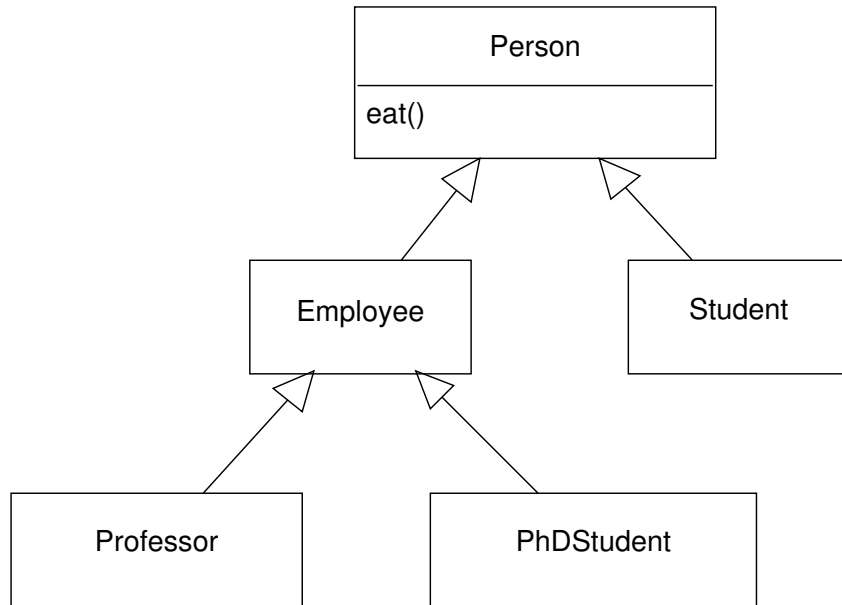 Person
eat()
Employee
Student
Professor
PhDStudent